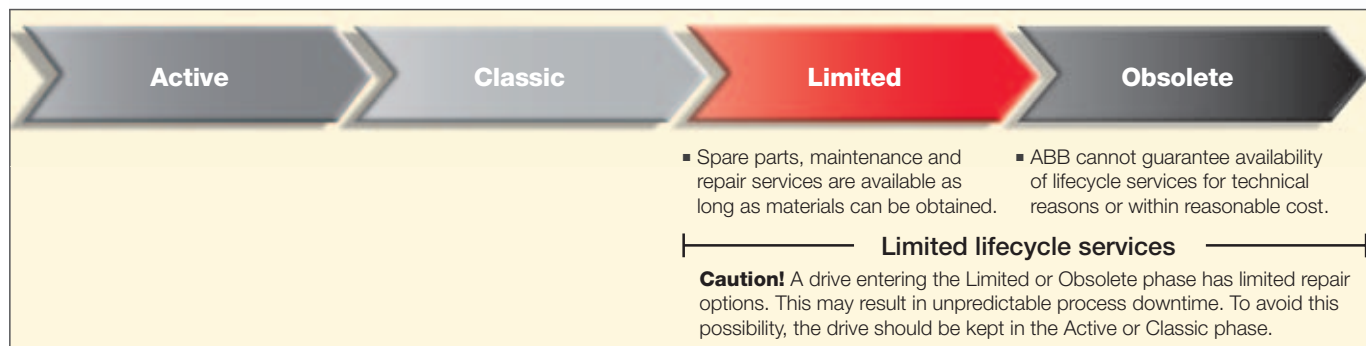 Active
Classic
Limited
Obsolete
▪ Spare parts, maintenance and
repair services are available as
long as materials can be obtained.
▪ ABB cannot guarantee availability
of lifecycle services for technical
reasons or within reasonable cost.
Limited lifecycle services
Caution! A drive entering the Limited or Obsolete phase has limited repair
options. This may result in unpredictable process downtime. To avoid this
possibility, the drive should be kept in the Active or Classic phase.